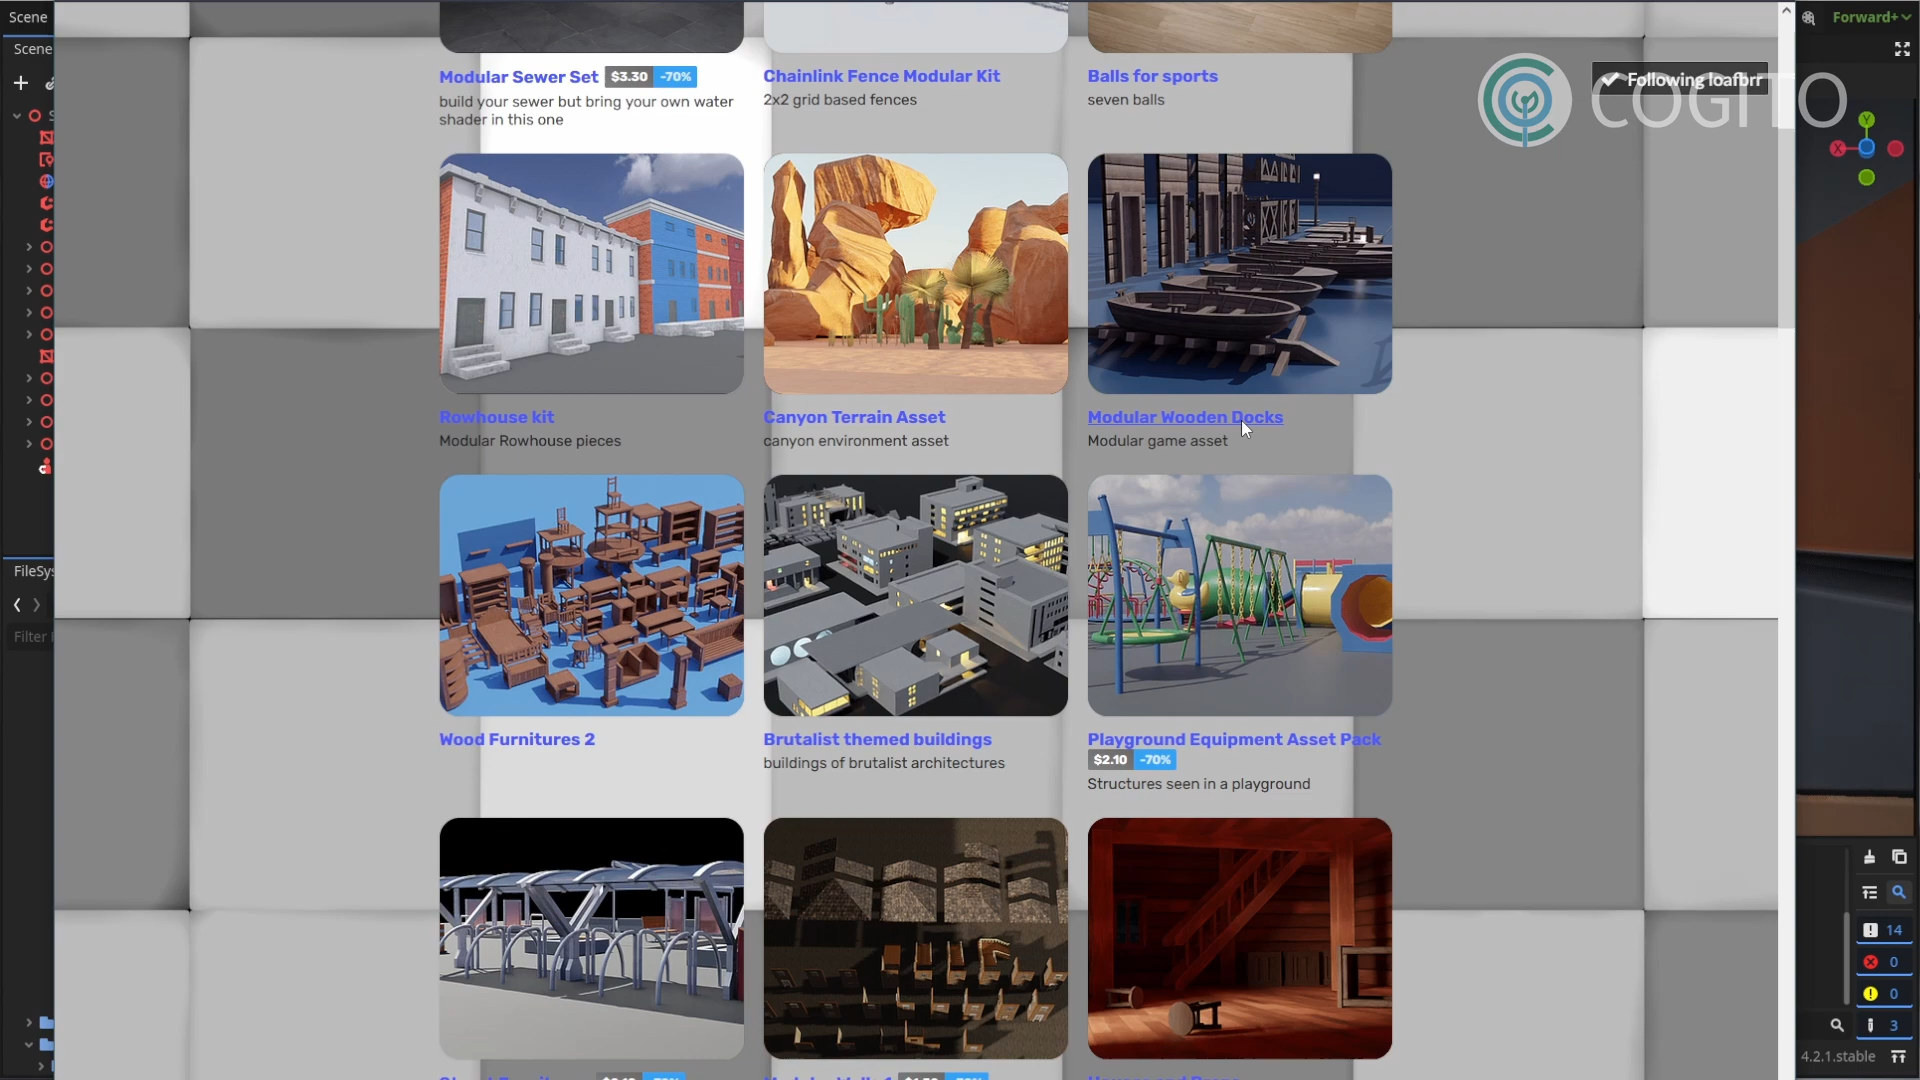 Scene
Forward+
Scene
Modular Sewer Set $3.30 -70%
build your sewer but bring your own water
shader in this one
Chainlink Fence Modular Kit
2x2 grid based fences
Balls for sports
seven balls
Following loafbrr
COGITO
Y
X
Rowhouse kit
Modular Rowhouse pieces
Canyon Terrain Asset
canyon environment asset
Modular Wooden Docks
Modular game asset
FileSys
Filter
Wood Furnitures 2
Brutalist themed buildings
buildings of brutalist architectures
Playground Equipment Asset Pack
$2.10 -70%
Structures seen in a playground
14
0
0
3
4.2.1.stable